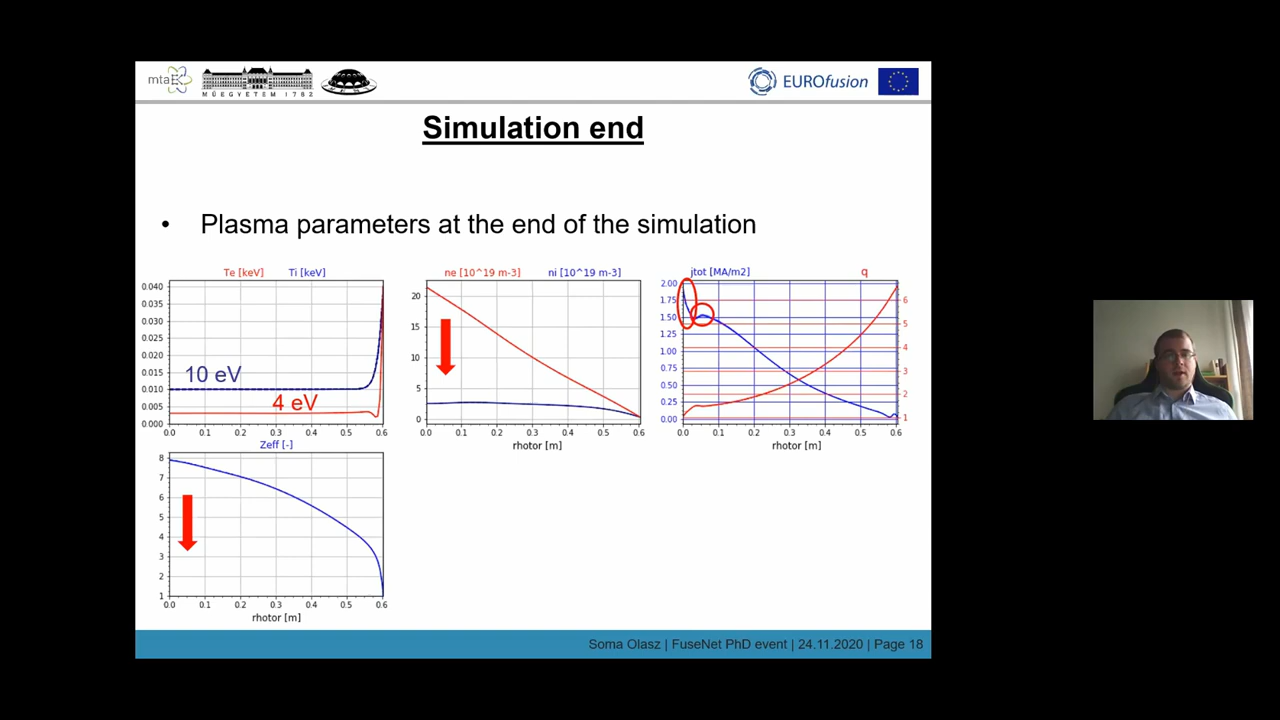 mtaEK
MŰEGYETEM 1782
EUROfusion
Simulation end
• Plasma parameters at the end of the simulation
Te [keV] Ti [keV]
0.040
0.035
0.030
0.025
0.020
0.015
0.010
0.005
0.000
10 eV
4 eV
0.0 0.1 0.2 0.3 0.4 0.5 0.6
ne [10^19 m-3] ni [10^19 m-3]
20
15
10
5
0
0.0 0.1 0.2 0.3 0.4 0.5 0.6
rhotor [m]
jtot [MA/m2] q
2.00
1.75
1.50
1.25
1.00
0.75
0.50
0.25
0.00
6
5
4
3
2
1
0.0 0.1 0.2 0.3 0.4 0.5 0.6
rhotor [m]
Zeff [-]
8
7
6
5
4
3
2
1
0.0 0.1 0.2 0.3 0.4 0.5 0.6
rhotor [m]
Soma Olasz | FuseNet PhD event | 24.11.2020 | Page 18